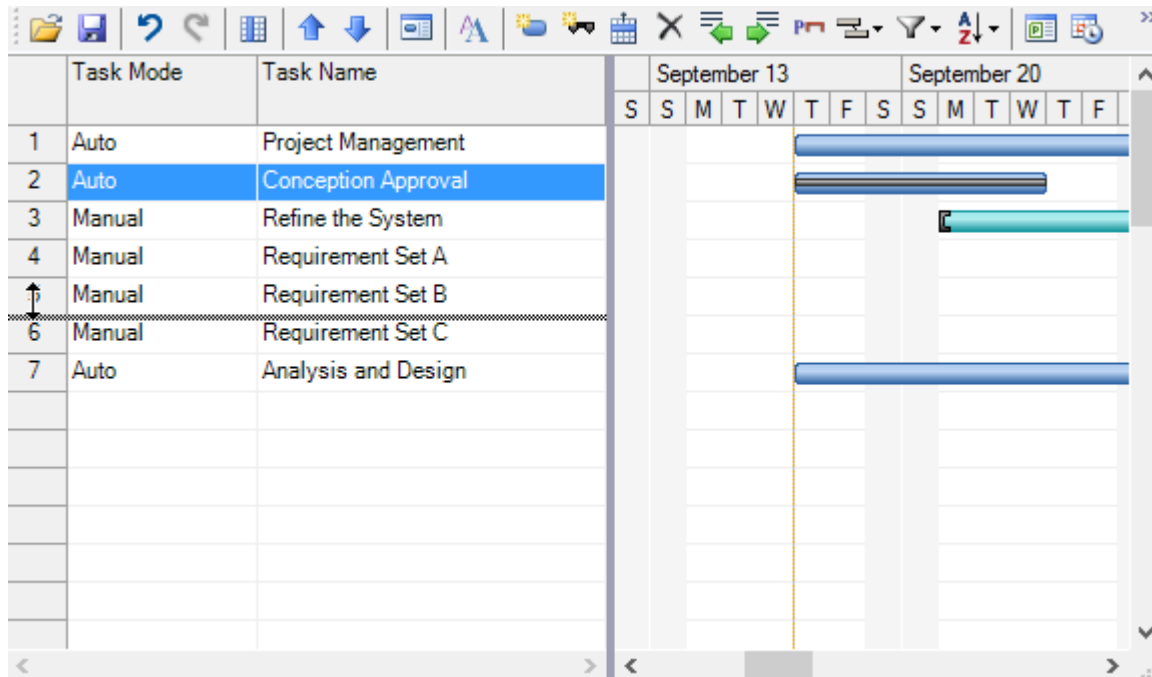 Task Mode Task Name September 13 September 20
S S M T W T F S S M T W T F
1 Auto Project Management
2 Auto Conception Approval
3 Manual Refine the System
4 Manual Requirement Set A
Manual Requirement Set B
6 Manual Requirement Set C
7 Auto Analysis and Design